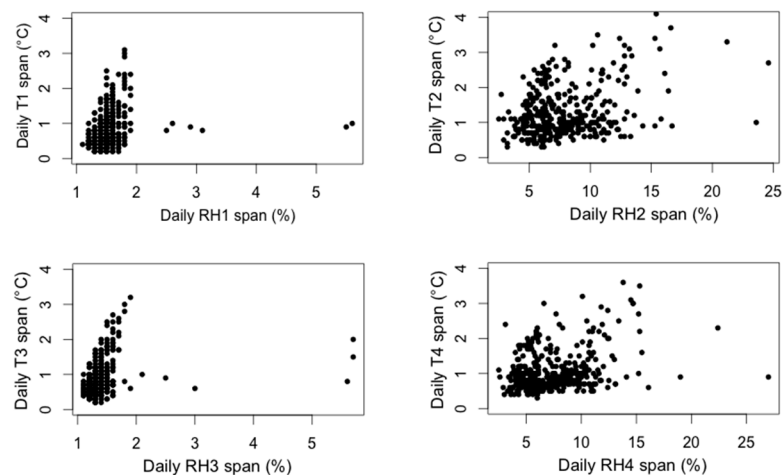 4
3
2
1
0
Daily T1 span (°C)
1 2 3 4 5
Daily RH1 span (%)
4
3
2
1
0
Daily T2 span (°C)
5 10 15 20 25
Daily RH2 span (%)
4
3
2
1
0
Daily T3 span (°C)
1 2 3 4 5
Daily RH3 span (%)
4
3
2
1
0
Daily T4 span (°C)
5 10 15 20 25
Daily RH4 span (%)